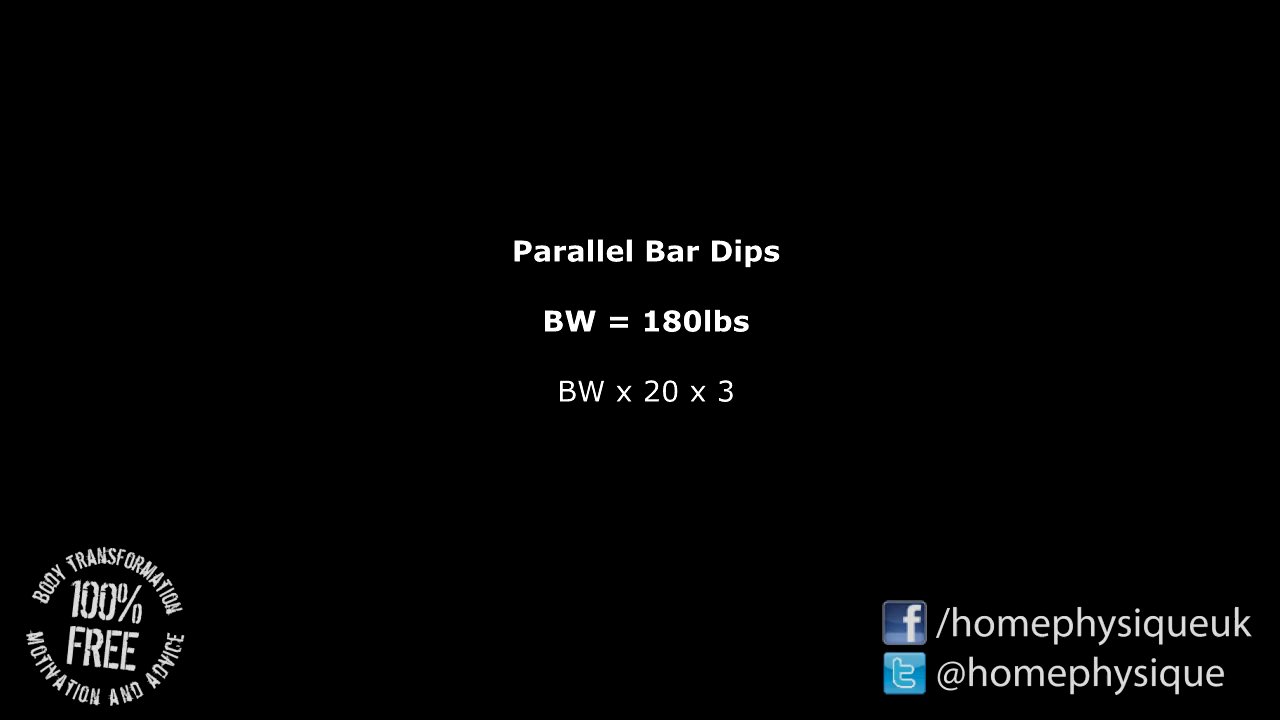 Parallel Bar Dips
BW = 180lbs
BW x 20 x 3
BODY TRANSFORMATION
100%
FREE
MOTIVATION AND ADVICE
f /homephysiqueuk
t @homephysique